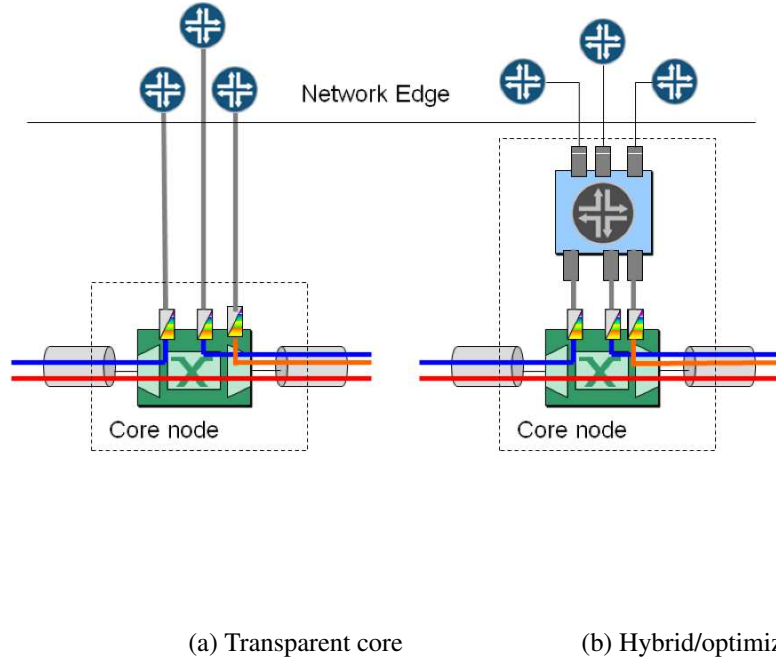 Network Edge
Core node
Core node
(a) Transparent core
(b) Hybrid/optimiz